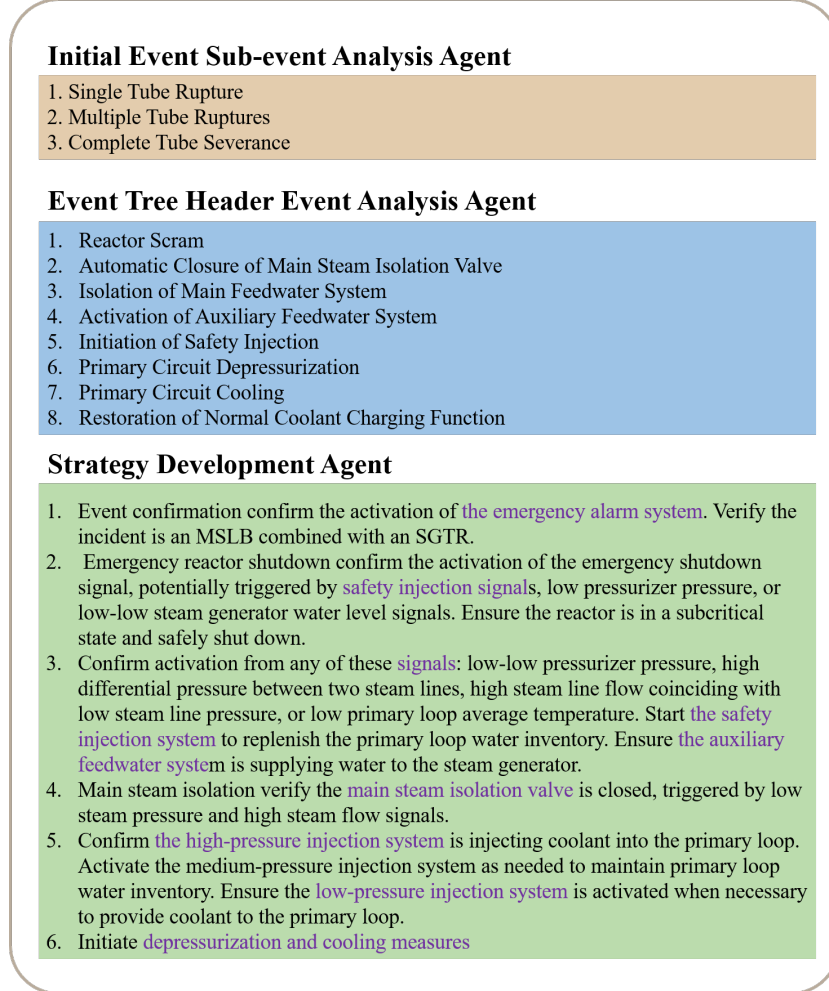 Initial Event Sub-event Analysis Agent
1. Single Tube Rupture
2. Multiple Tube Ruptures
3. Complete Tube Severance
Event Tree Header Event Analysis Agent
1. Reactor Scram
2. Automatic Closure of Main Steam Isolation Valve
3. Isolation of Main Feedwater System
4. Activation of Auxiliary Feedwater System
5. Initiation of Safety Injection
6. Primary Circuit Depressurization
7. Primary Circuit Cooling
8. Restoration of Normal Coolant Charging Function
Strategy Development Agent
1. Event confirmation confirm the activation of the emergency alarm system. Verify the
incident is an MSLB combined with an SGTR.
2. Emergency reactor shutdown confirm the activation of the emergency shutdown
signal, potentially triggered by safety injection signals, low pressurizer pressure, or
low-low steam generator water level signals. Ensure the reactor is in a subcritical
state and safely shut down.
3. Confirm activation from any of these signals: low-low pressurizer pressure, high
differential pressure between two steam lines, high steam line flow coinciding with
low steam line pressure, or low primary loop average temperature. Start the safety
injection system to replenish the primary loop water inventory. Ensure the auxiliary
feedwater system is supplying water to the steam generator.
4. Main steam isolation verify the main steam isolation valve is closed, triggered by low
steam pressure and high steam flow signals.
5. Confirm the high-pressure injection system is injecting coolant into the primary loop.
Activate the medium-pressure injection system as needed to maintain primary loop
water inventory. Ensure the low-pressure injection system is activated when necessary
to provide coolant to the primary loop.
6. Initiate depressurization and cooling measures